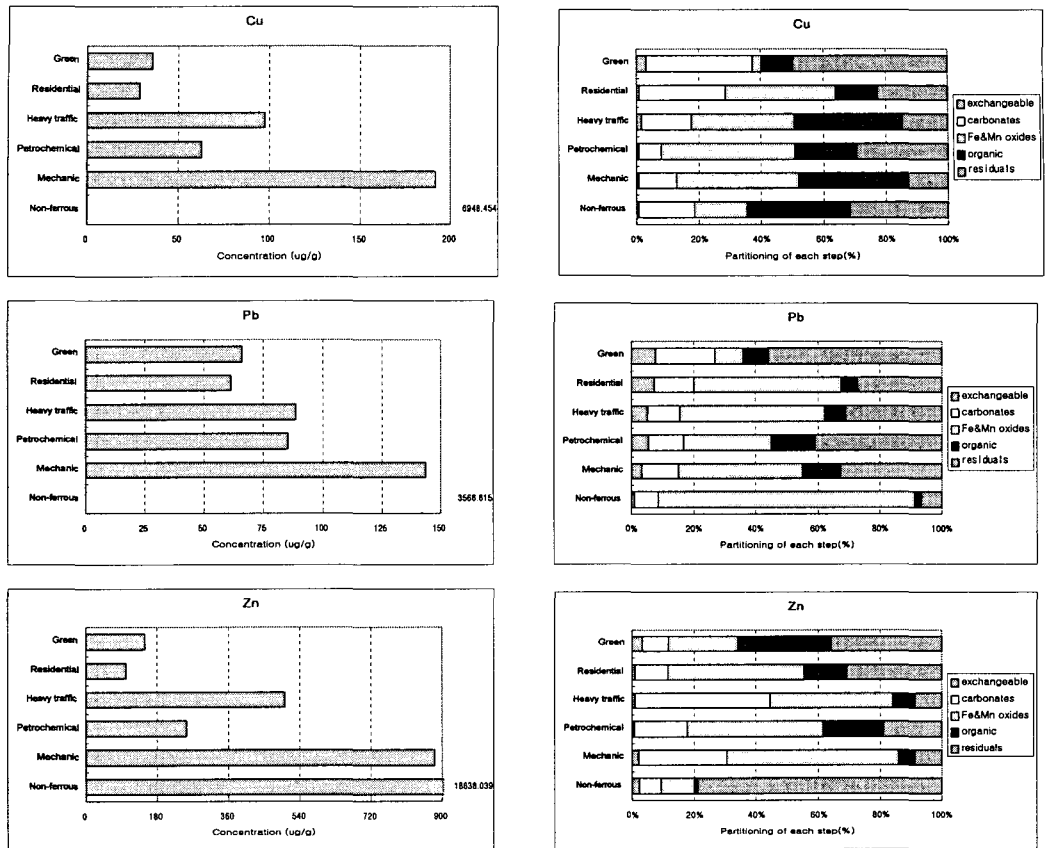 Cu
Green
Residential
Heavy traffic
Petrochemical
Mechanic
Non-ferrous
6948.454
0 50 100 150 200
Concentration (ug/g)
Cu
Green
Residential
Heavy traffic
Petrochemical
Mechanic
Non-ferrous
0% 20% 40% 60% 80% 100%
Partitioning of each step(%)
exchangeable
carbonates
Fe&Mn oxides
organic
residuals
Pb
Green
Residential
Heavy traffic
Petrochemical
Mechanic
Non-ferrous
3568.615
0 25 50 75 100 125 150
Concentration (ug/g)
Pb
Green
Residential
Heavy traffic
Petrochemical
Mechanic
Non-ferrous
0% 20% 40% 60% 80% 100%
Partitioning of each step(%)
exchangeable
carbonates
Fe&Mn oxides
organic
residuals
Zn
Green
Residential
Heavy traffic
Petrochemical
Mechanic
Non-ferrous
18638.039
0 180 360 540 720 900
Concentration (ug/g)
Zn
Green
Residential
Heavy traffic
Petrochemical
Mechanic
Non-ferrous
0% 20% 40% 60% 80% 100%
Partitioning of each step(%)
exchangeable
carbonates
Fe&Mn oxides
organic
residuals